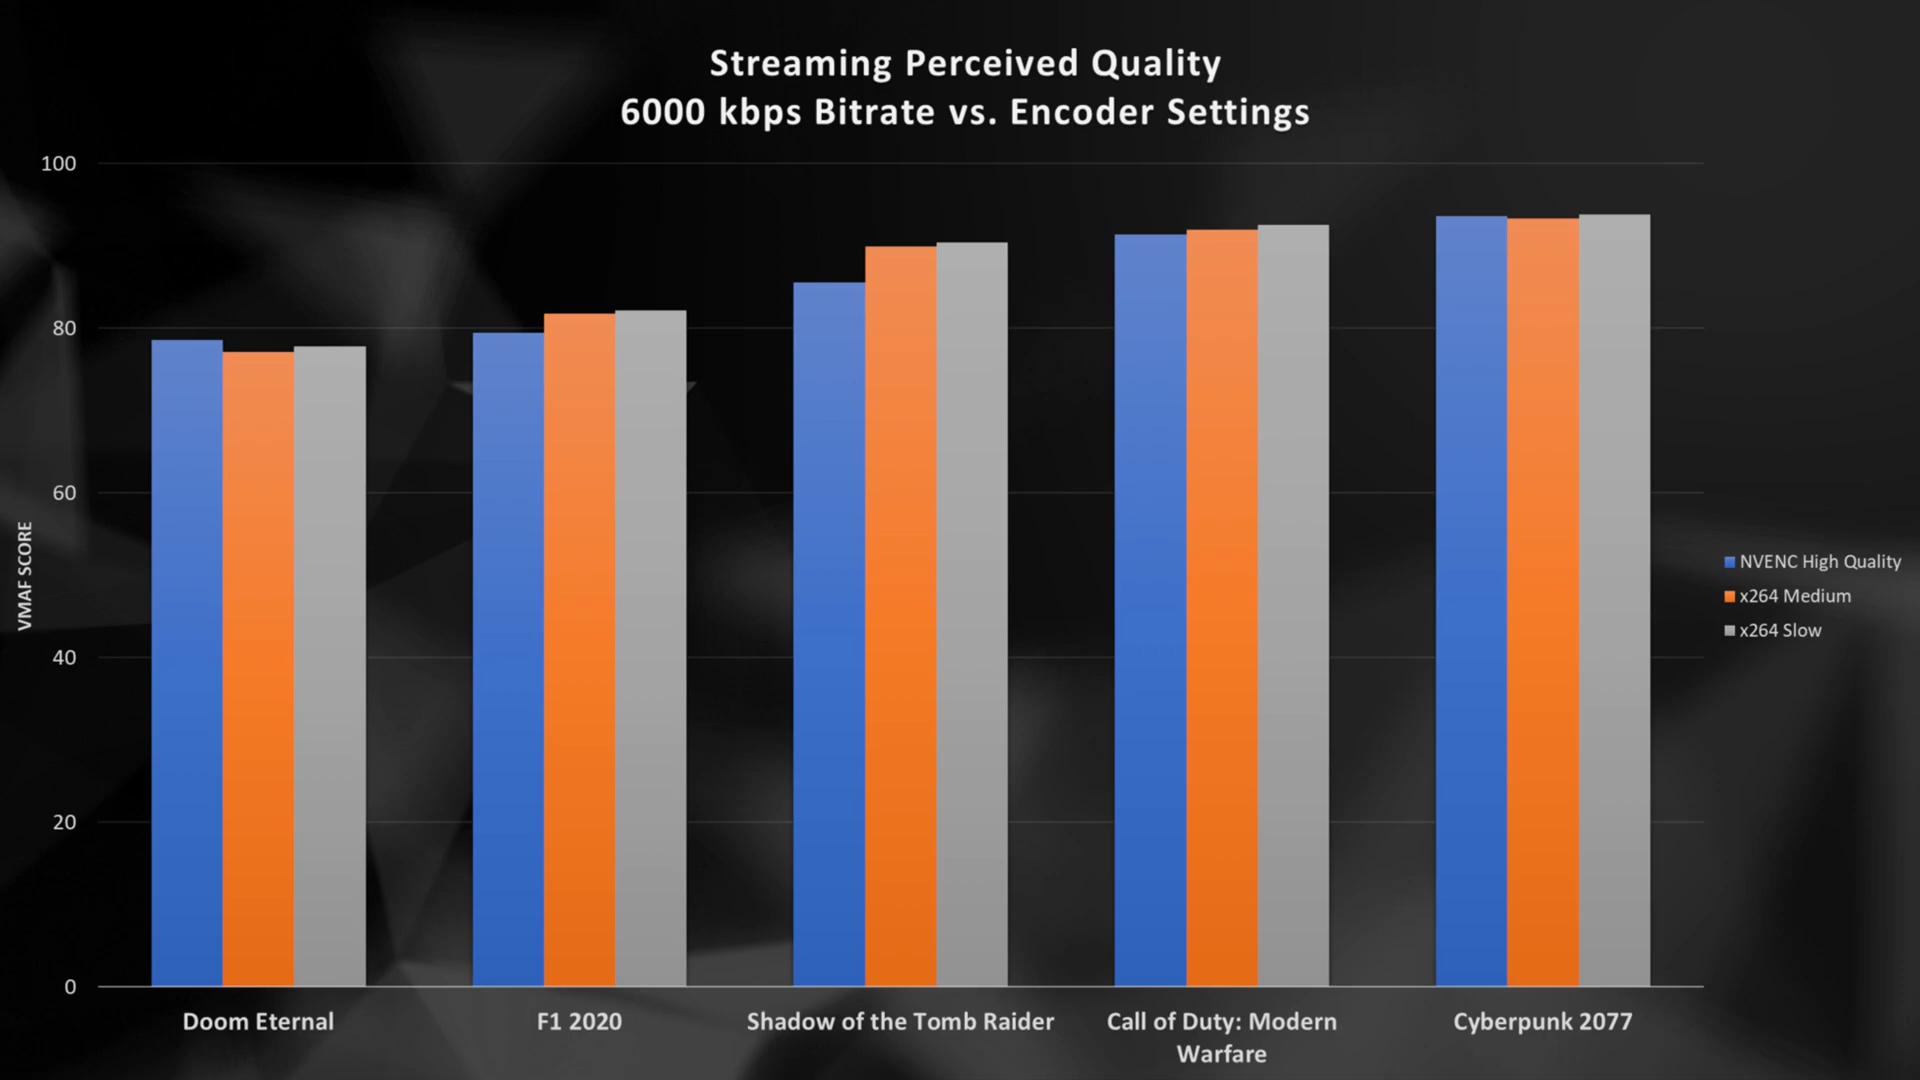 Streaming Perceived Quality
6000 kbps Bitrate vs. Encoder Settings
100
80
60
40
20
0
VMAF SCORE
Doom Eternal
F1 2020
Shadow of the Tomb Raider
Call of Duty: Modern
Warfare
Cyberpunk 2077
NVENC High Quality
x264 Medium
x264 Slow